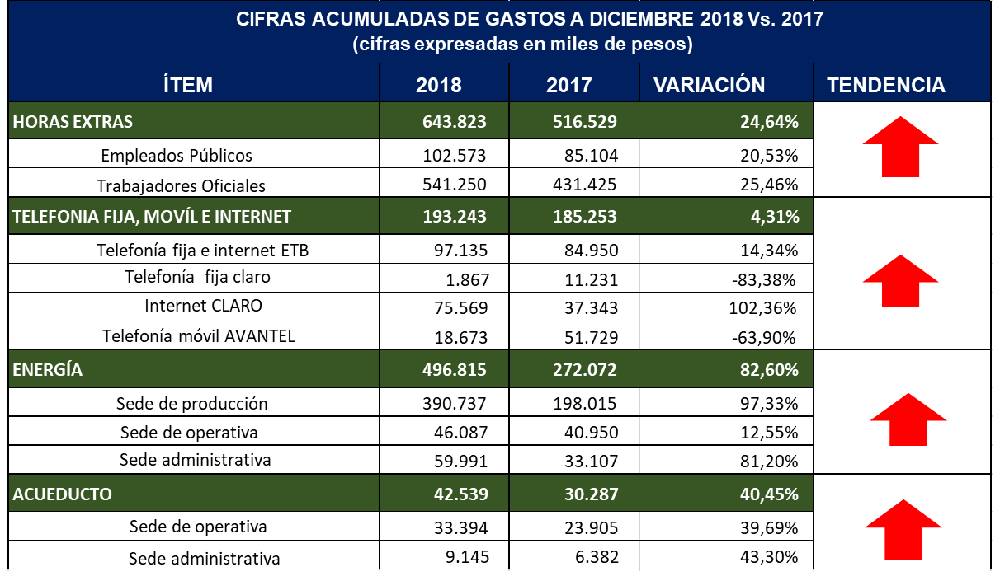 CIFRAS ACUMULADAS DE GASTOS A DICIEMBRE 2018 Vs. 2017
(cifras expresadas en miles de pesos)
ÍTEM 2018 2017 VARIACIÓN TENDENCIA
HORAS EXTRAS 643.823 516.529 24,64%
Empleados Públicos 102.573 85.104 20,53%
Trabajadores Oficiales 541.250 431.425 25,46%
TELEFONIA FIJA, MOVÍL E INTERNET 193.243 185.253 4,31%
Telefonía fija e internet ETB 97.135 84.950 14,34%
Telefonía fija claro 1.867 11.231 -83,38%
Internet CLARO 75.569 37.343 102,36%
Telefonía móvil AVANTEL 18.673 51.729 -63,90%
ENERGÍA 496.815 272.072 82,60%
Sede de producción 390.737 198.015 97,33%
Sede de operativa 46.087 40.950 12,55%
Sede administrativa 59.991 33.107 81,20%
ACUEDUCTO 42.539 30.287 40,45%
Sede de operativa 33.394 23.905 39,69%
Sede administrativa 9.145 6.382 43,30%